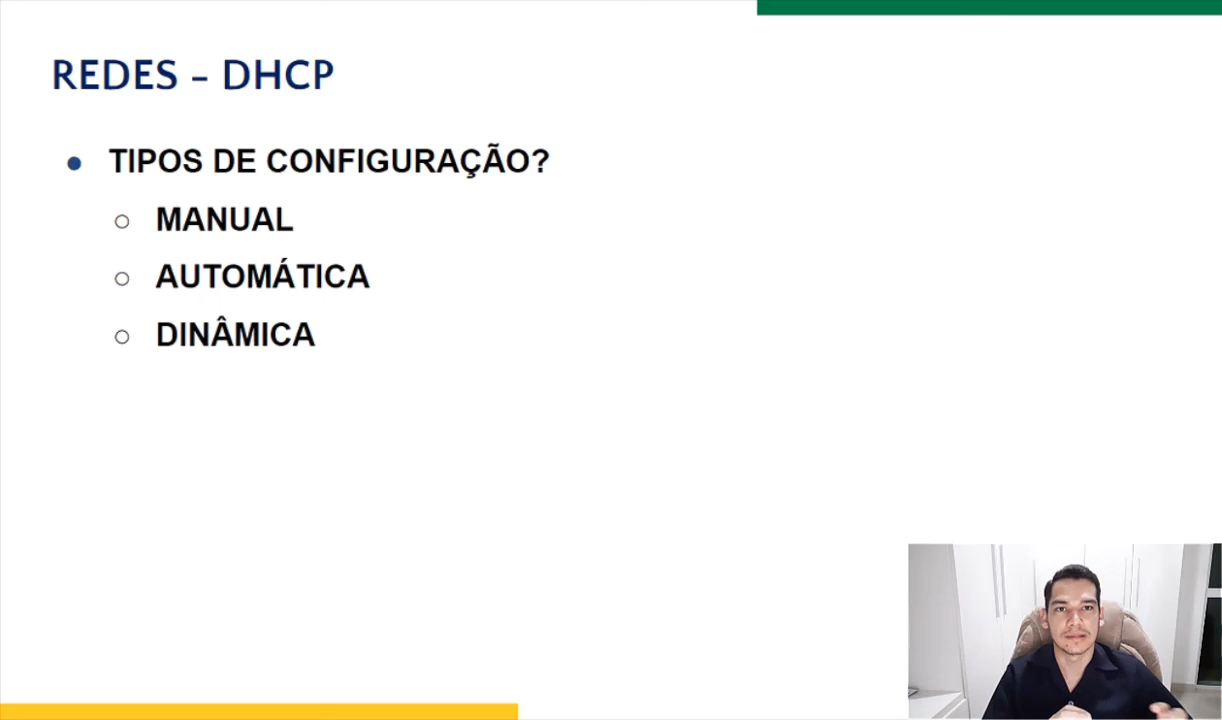 REDES – DHCP
TIPOS DE CONFIGURAÇÃO?
MANUAL
AUTOMÁTICA
DINÂMICA